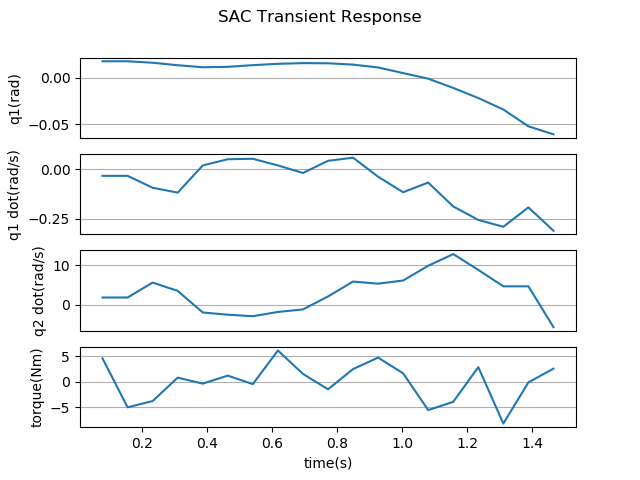 SAC Transient Response
q1(rad)
0.00
−0.05
q1 dot(rad/s)
0.00
−0.25
q2 dot(rad/s)
10
0
torque(Nm)
5
0
−5
0.2 0.4 0.6 0.8 1.0 1.2 1.4
time(s)